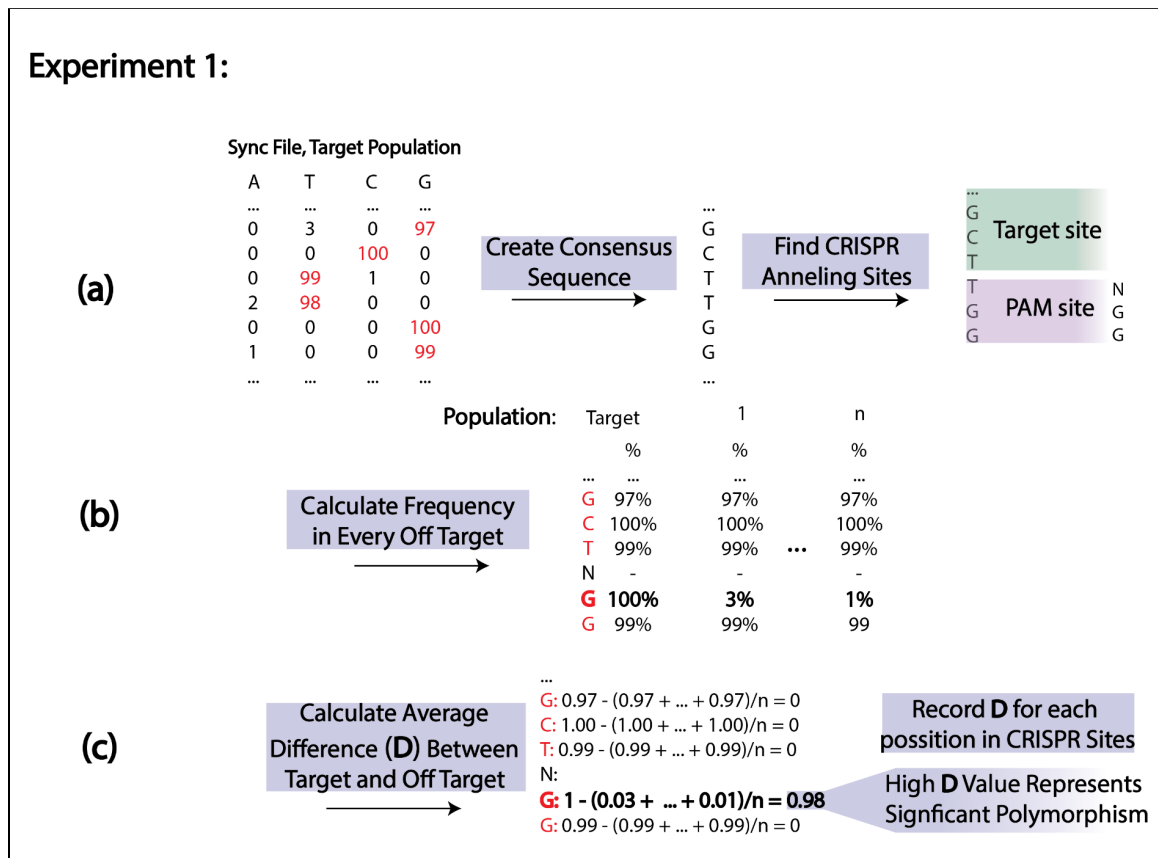 Experiment 1:
Sync File, Target Population
A T C G
... ... ... ...
0 3 0 97
0 0 100 0
0 99 1 0
2 98 0 0
0 0 0 100
1 0 0 99
... ... ... ...
(a)
Create Consensus
Sequence
...
G
C
T
T
G
G
...
Find CRISPR
Anneling Sites
...
G
C
T
Target site
T
G
G
PAM site
N
G
G
Population: Target 1 n
% % %
... ... ... ...
G 97% 97% 97%
C 100% 100% 100%
T 99% 99% ... 99%
N - - -
G 100% 3% 1%
G 99% 99% 99
(b)
Calculate Frequency
in Every Off Target
(c)
Calculate Average
Difference (D) Between
Target and Off Target
...
G: 0.97 - (0.97 + ... + 0.97)/n = 0
C: 1.00 - (1.00 + ... + 1.00)/n = 0
T: 0.99 - (0.99 + ... + 0.99)/n = 0
N:
G: 1 - (0.03 + ... + 0.01)/n = 0.98
G: 0.99 - (0.99 + ... + 0.99)/n = 0
Record D for each
possition in CRISPR Sites
High D Value Represents
Signficant Polymorphism